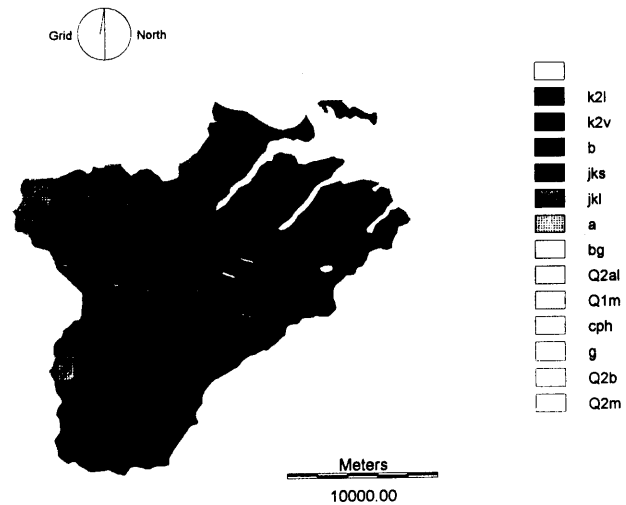 Grid North
k2l
k2v
b
jks
jkl
a
bg
Q2al
Q1m
cph
g
Q2b
Q2m
Meters
10000.00